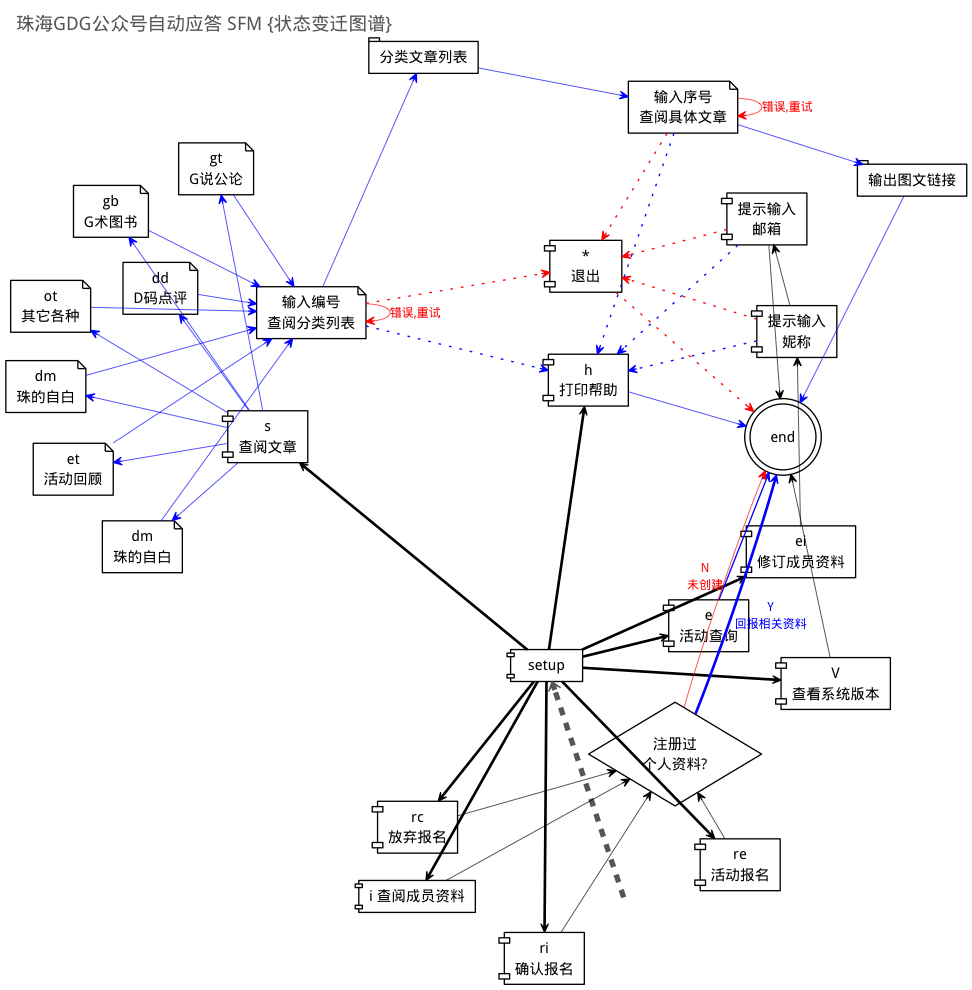 珠海GDG公众号自动应答 SFM {状态变迁图谱}
分类文章列表
输入序号
查阅具体文章
错误,重试
gt
G说公论
输出图文链接
gb
G术图书
提示输入
邮箱
*
退出
dd
D码点评
ot
其它各种
输入编号
查阅分类列表
错误,重试
提示输入
妮称
h
打印帮助
dm
珠的自白
s
查阅文章
end
et
活动回顾
dm
珠的自白
ei
修订成员资料
N
未创建
e
活动查询
Y
回报相关资料
setup
V
查看系统版本
注册过
个人资料?
rc
放弃报名
re
活动报名
i 查阅成员资料
ri
确认报名